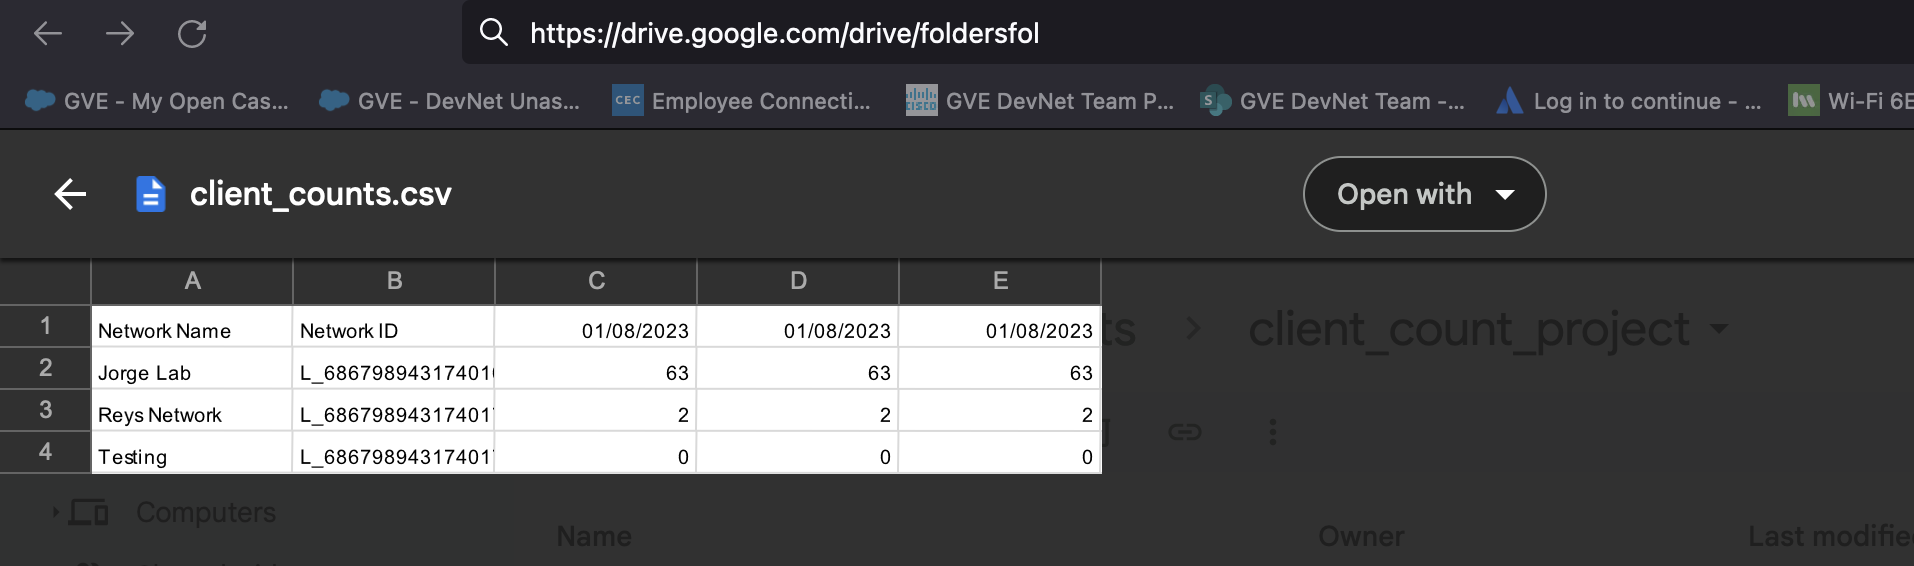 https://drive.google.com/drive/foldersfol
GVE - My Open Cas... GVE - DevNet Unas... CEC Employee Connecti... CISCO GVE DevNet Team P... S GVE DevNet Team -... Log in to continue - ... Wi-Fi 6E
client_counts.csv Open with
A B C D E
1 Network Name Network ID 01/08/2023 01/08/2023 01/08/2023
ts > client_count_project
2 Jorge Lab L_68679894317401 63 63 63
3 Reys Network L_68679894317401 2 2 2
4 Testing L_68679894317401 0 0 0
Computers
Name Owner Last modifie